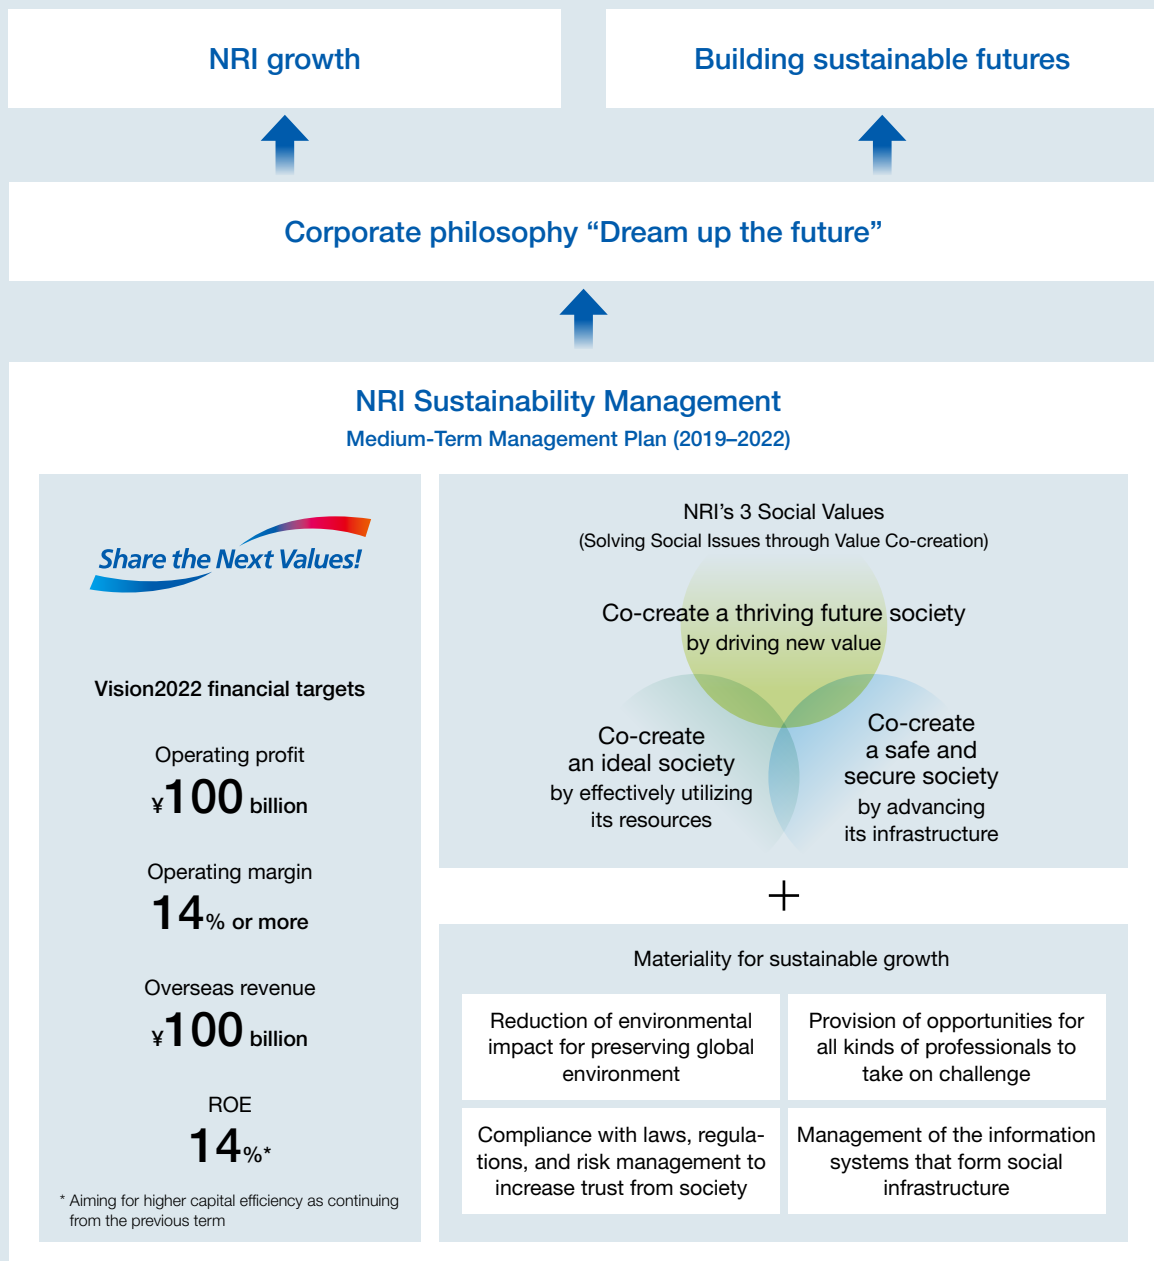 NRI growth
Building sustainable futures
Corporate philosophy “Dream up the future”
NRI Sustainability Management
Medium-Term Management Plan (2019–2022)
Share the Next Values!
Vision2022 financial targets
Operating profit
¥100 billion
Operating margin
14% or more
Overseas revenue
¥100 billion
ROE
14%*
* Aiming for higher capital efficiency as continuing
from the previous term
NRI’s 3 Social Values
(Solving Social Issues through Value Co-creation)
Co-create a thriving future society
by driving new value
Co-create
an ideal society
by effectively utilizing
its resources
Co-create
a safe and
secure society
by advancing
its infrastructure
+
Materiality for sustainable growth
Reduction of environmental
impact for preserving global
environment
Provision of opportunities for
all kinds of professionals to
take on challenge
Compliance with laws, regula-
tions, and risk management to
increase trust from society
Management of the information
systems that form social
infrastructure